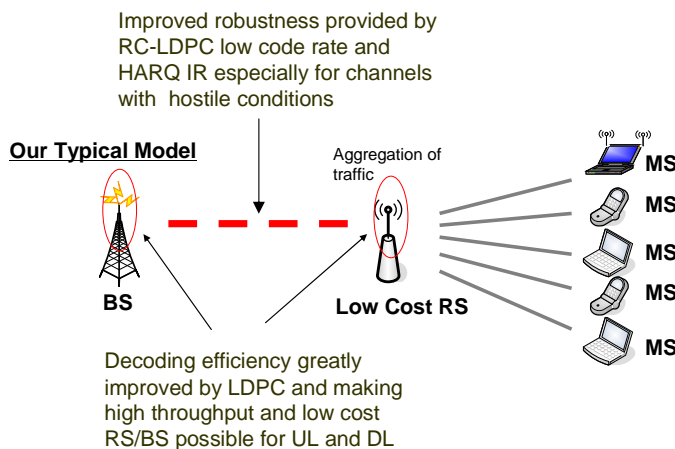 Improved robustness provided by
RC-LDPC low code rate and
HARQ IR especially for channels
with hostile conditions
Our Typical Model
Aggregation of
traffic
BS
Low Cost RS
MS
MS
MS
MS
MS
Decoding efficiency greatly
improved by LDPC and making
high throughput and low cost
RS/BS possible for UL and DL